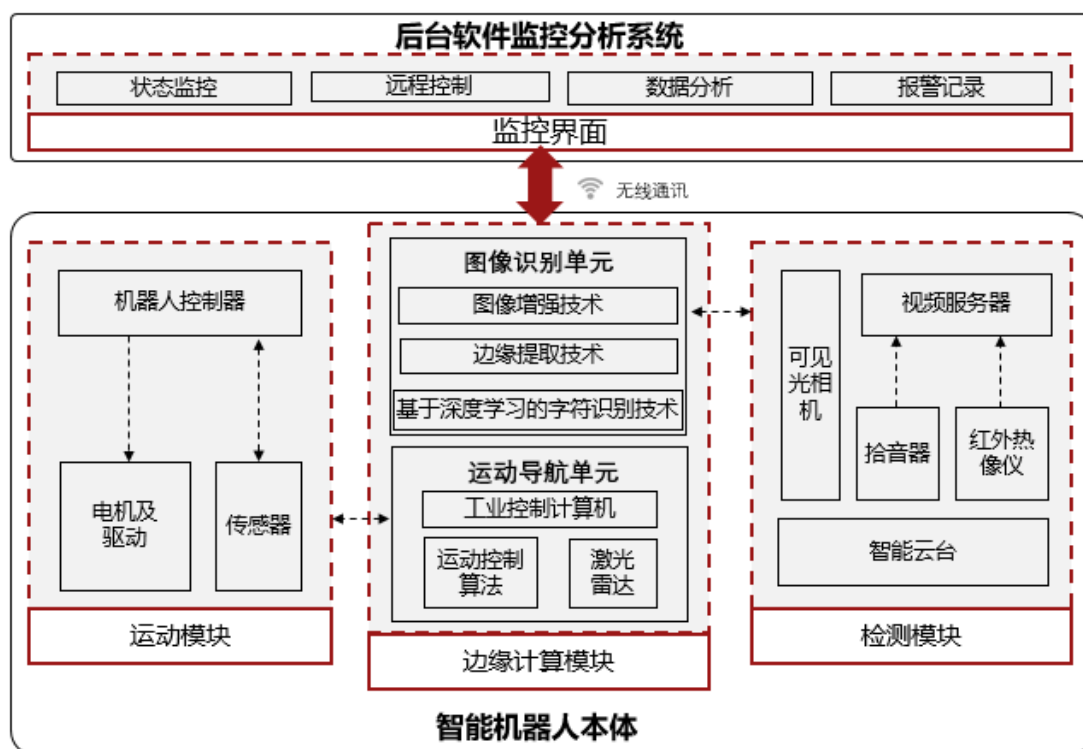 后台软件监控分析系统
状态监控
远程控制
数据分析
报警记录
监控界面
无线通讯
机器人控制器
电机及
驱动
传感器
运动模块
图像识别单元
图像增强技术
边缘提取技术
基于深度学习的字符识别技术
运动导航单元
工业控制计算机
运动控制
算法
激光
雷达
边缘计算模块
可见
光相
机
视频服务器
拾音器
红外热
像仪
智能云台
检测模块
智能机器人本体